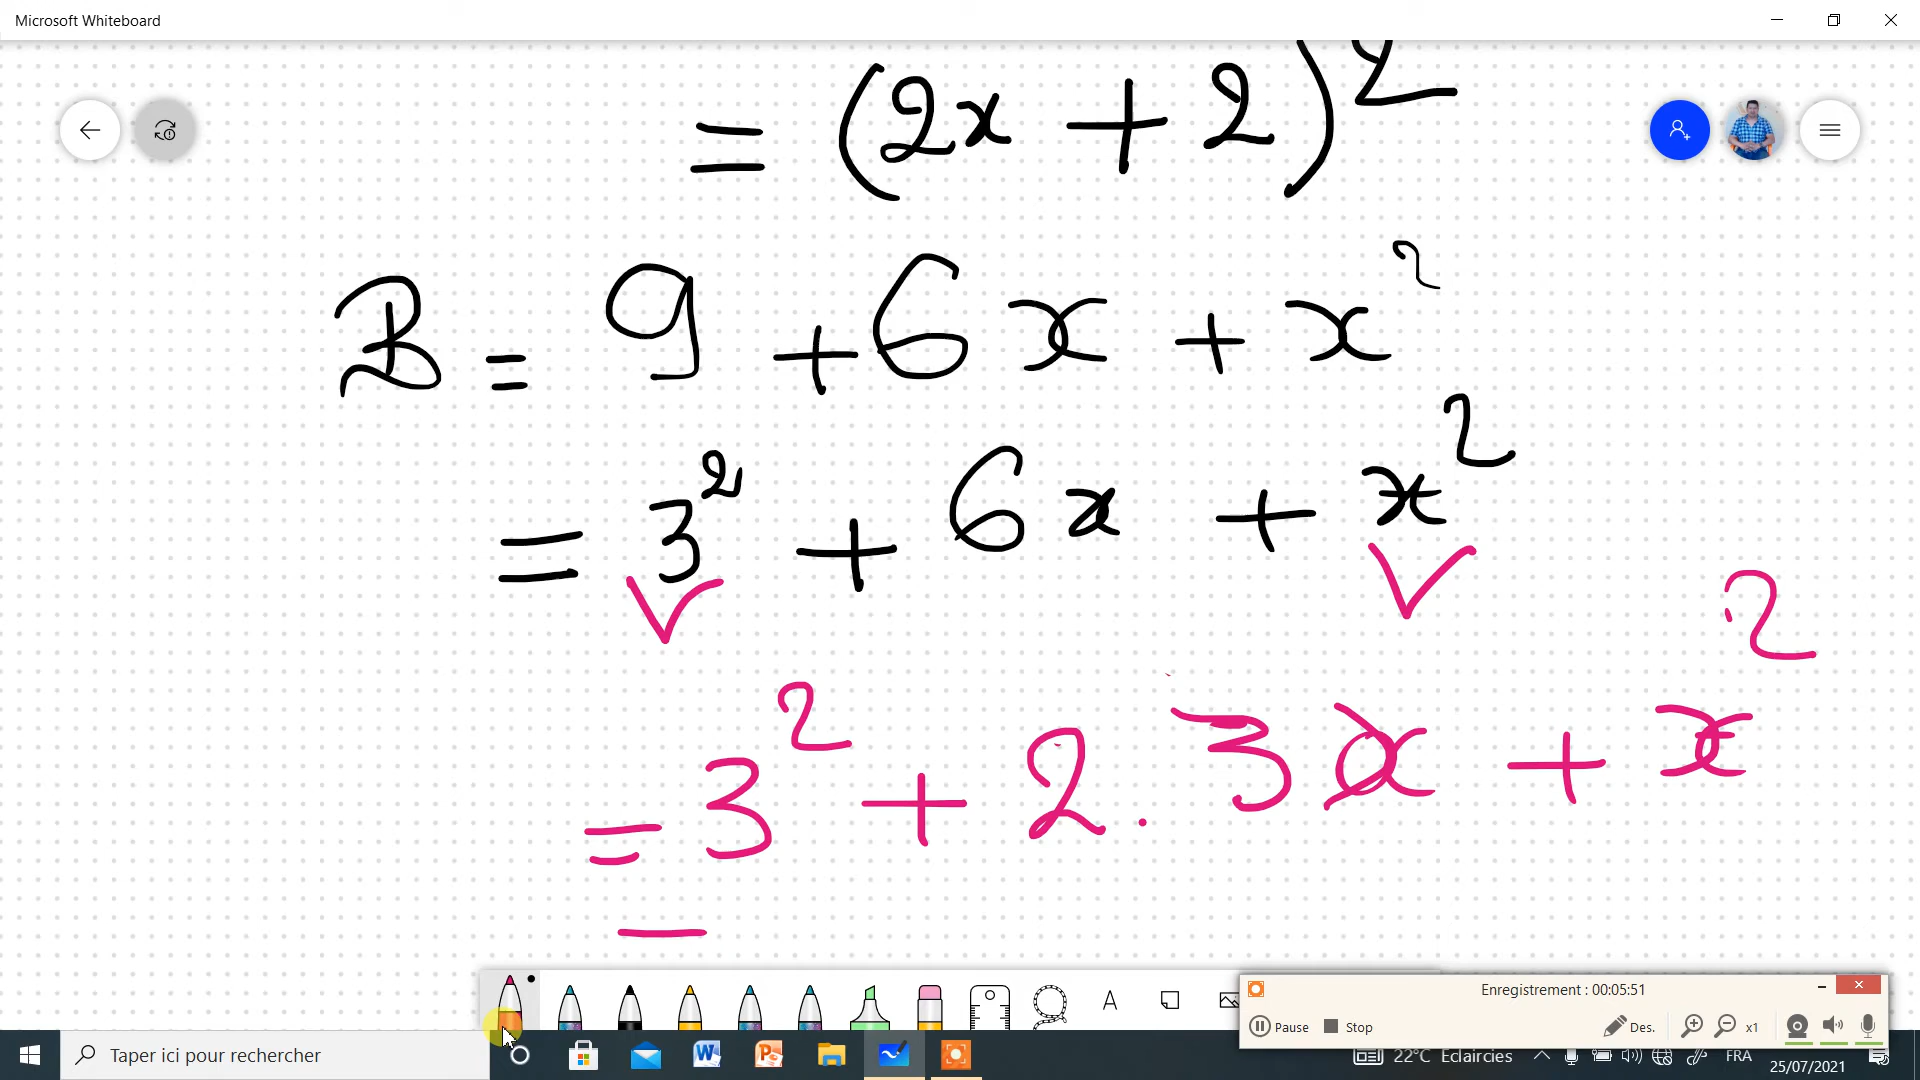 Microsoft Whiteboard
= (2x + 2)²
B = 9 + 6x + x²
= 3² + 6x + x²
= 3² + 2 . 3x + x²
A
Enregistrement : 00:05:51
Pause Stop Des. x1
Taper ici pour rechercher
22°C Eclaircies
FRA
25/07/2021